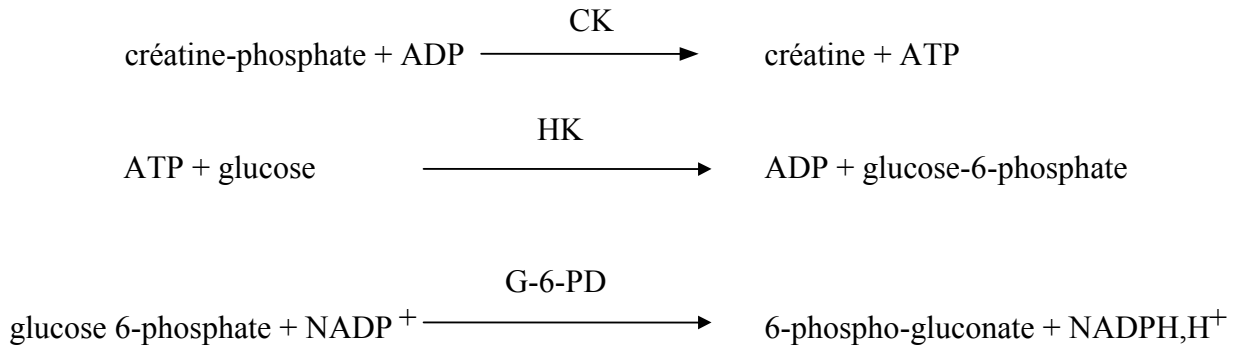 CK
créatine-phosphate + ADP créatine + ATP
HK
ATP + glucose ADP + glucose-6-phosphate
G-6-PD
glucose 6-phosphate + NADP + 6-phospho-gluconate + NADPH,H+